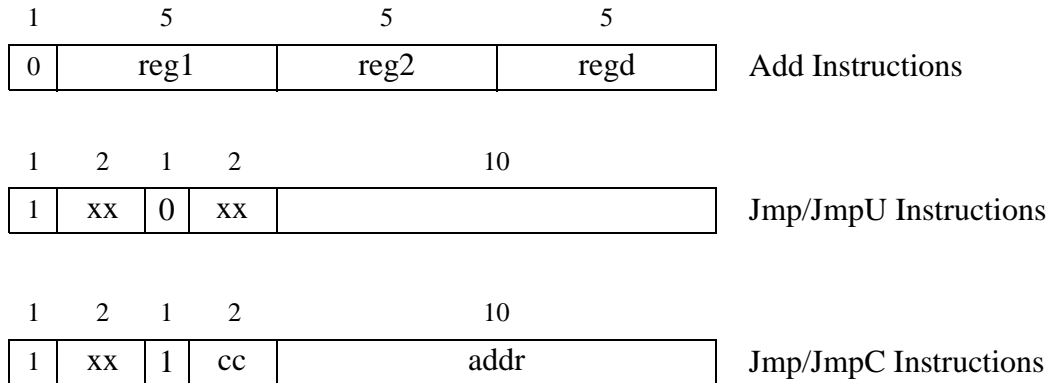 1 5 5 5
0 reg1 reg2 regd Add Instructions
1 2 1 2 10
1 xx 0 xx Jmp/JmpU Instructions
1 2 1 2 10
1 xx 1 cc addr Jmp/JmpC Instructions